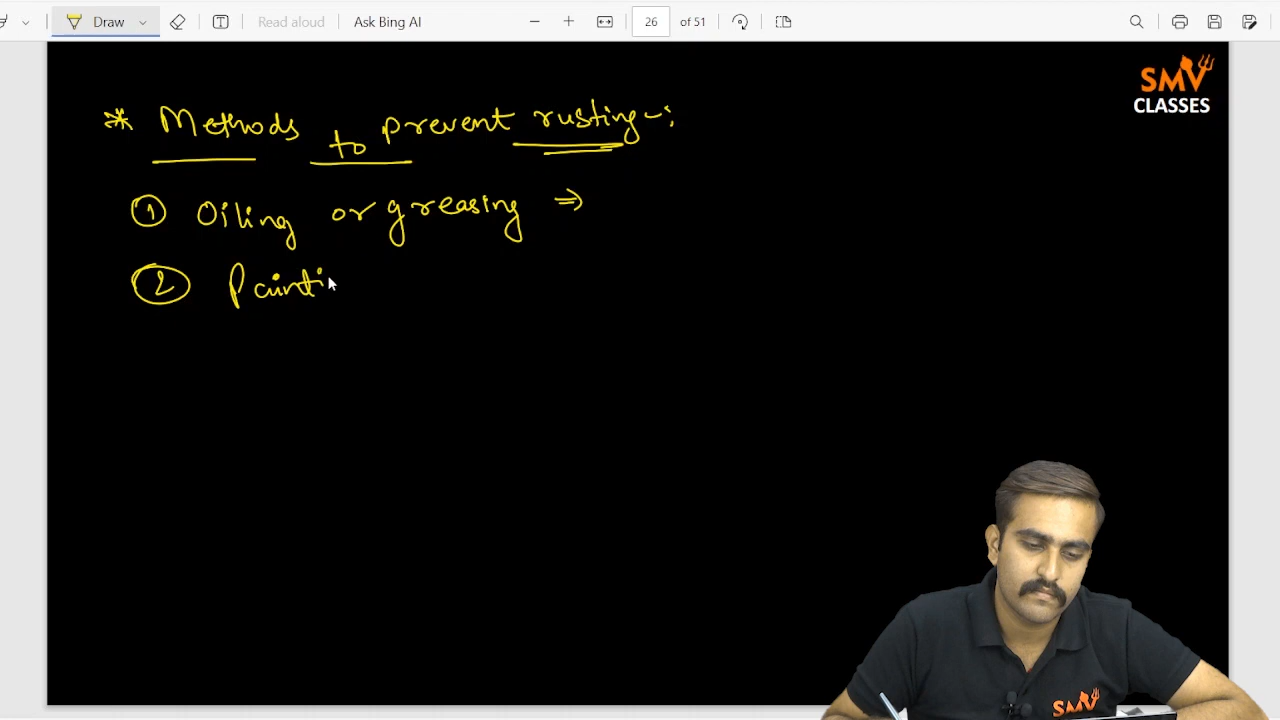 Draw
Read aloud
Ask Bing AI
26 of 51
SMV
CLASSES
* Methods to prevent rusting -:
① Oiling or greasing ⇒
② Painti
SMV